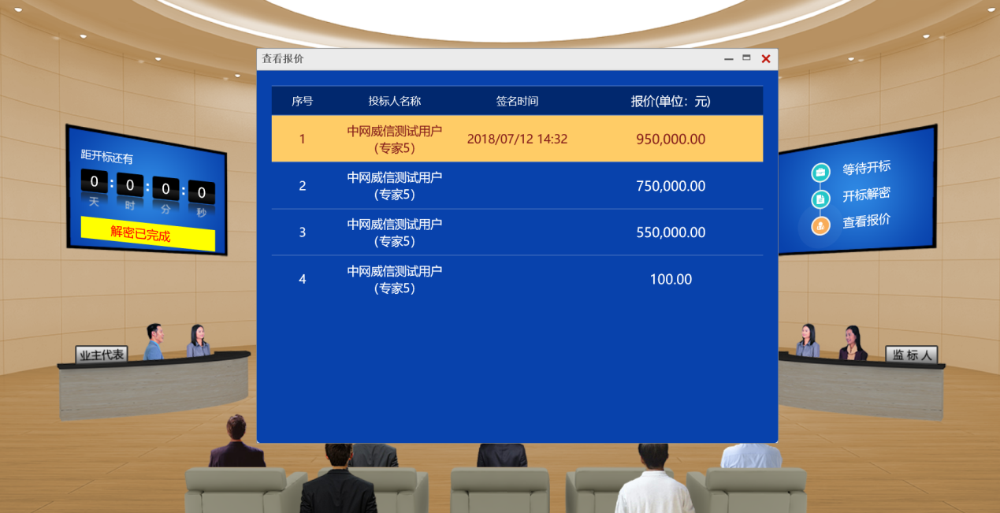 查看报价
序号 投标人名称 签名时间 报价(单位：元)
1 中网威信测试用户 2018/07/12 14:32 950,000.00
（专家5）
2 中网威信测试用户 750,000.00
（专家5）
3 中网威信测试用户 550,000.00
（专家5）
4 中网威信测试用户 100.00
（专家5）
距开标还有
0 : 0 : 0 : 0
天 时 分 秒
解密已完成
等待开标
开标解密
查看报价
业主代表
监标人